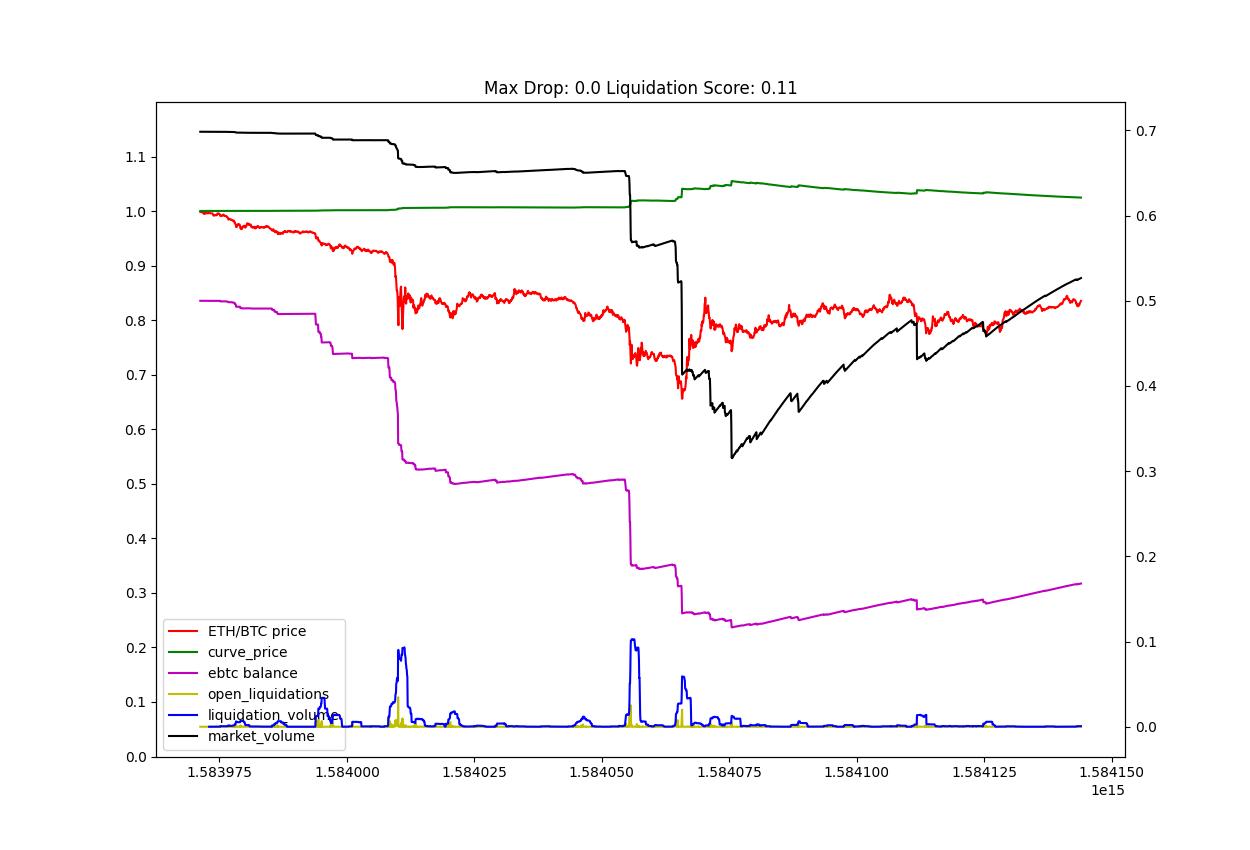 Max Drop: 0.0 Liquidation Score: 0.11
1.1
1.0
0.9
0.8
0.7
0.6
0.5
0.4
0.3
0.2
0.1
0.0
0.7
0.6
0.5
0.4
0.3
0.2
0.1
0.0
ETH/BTC price
curve_price
ebtc balance
open_liquidations
liquidation_volume
market_volume
1.583975 1.584000 1.584025 1.584050 1.584075 1.584100 1.584125 1.584150
1e15